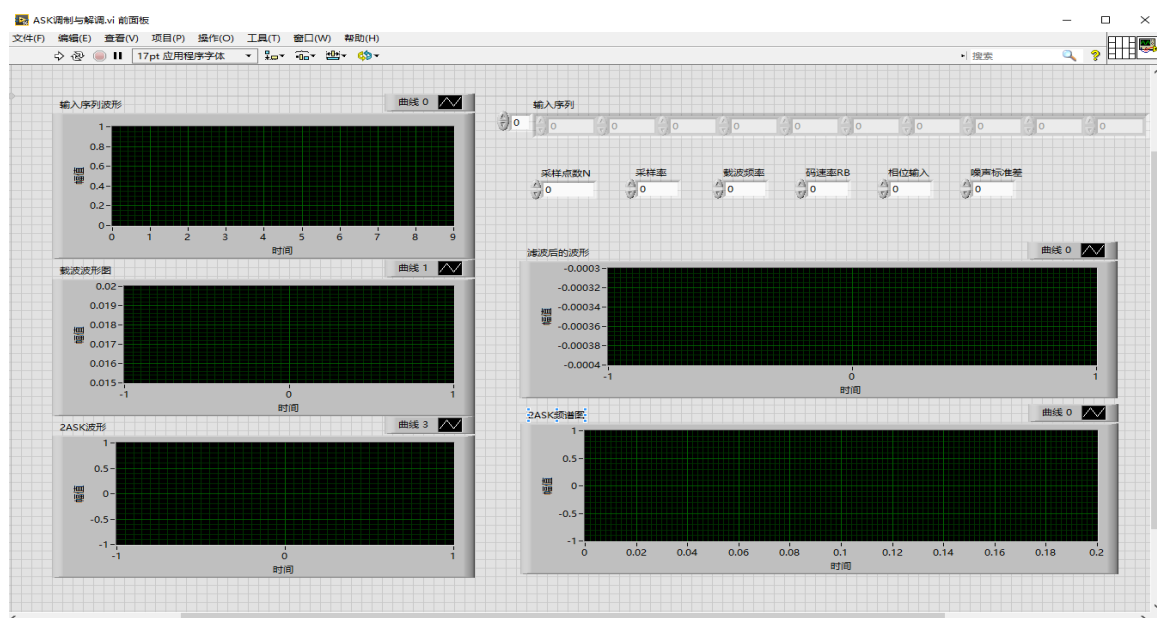 ASK调制与解调.vi 前面板
文件(F) 编辑(E) 查看(V) 项目(P) 操作(O) 工具(T) 窗口(W) 帮助(H)
17pt 应用程序字体
搜索
输入序列波形
曲线 0
幅值
1
0.8
0.6
0.4
0.2
0
0 1 2 3 4 5 6 7 8 9
时间
载波波形图
曲线 1
幅值
0.02
0.019
0.018
0.017
0.016
0.015
-1 0 1
时间
2ASK波形
曲线 3
幅值
1
0.5
0
-0.5
-1
-1 0 1
时间
输入序列
0 0 0 0 0 0 0 0 0 0 0
采样点数N 采样率 载波频率 码速率RB 相位输入 噪声标准差
0 0 0 0 0 0
滤波后的波形
曲线 0
幅值
-0.0003
-0.00032
-0.00034
-0.00036
-0.00038
-0.0004
-1 0 1
时间
2ASK频谱图
曲线 0
幅值
1
0.5
0
-0.5
-1
0 0.02 0.04 0.06 0.08 0.1 0.12 0.14 0.16 0.18 0.2
时间